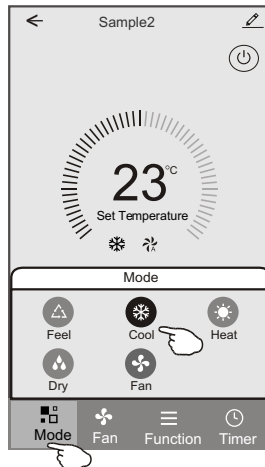 Sample2
23°C
Set Temperature
A
Mode
Feel Cool Heat
Dry Fan
Mode Fan Function Timer